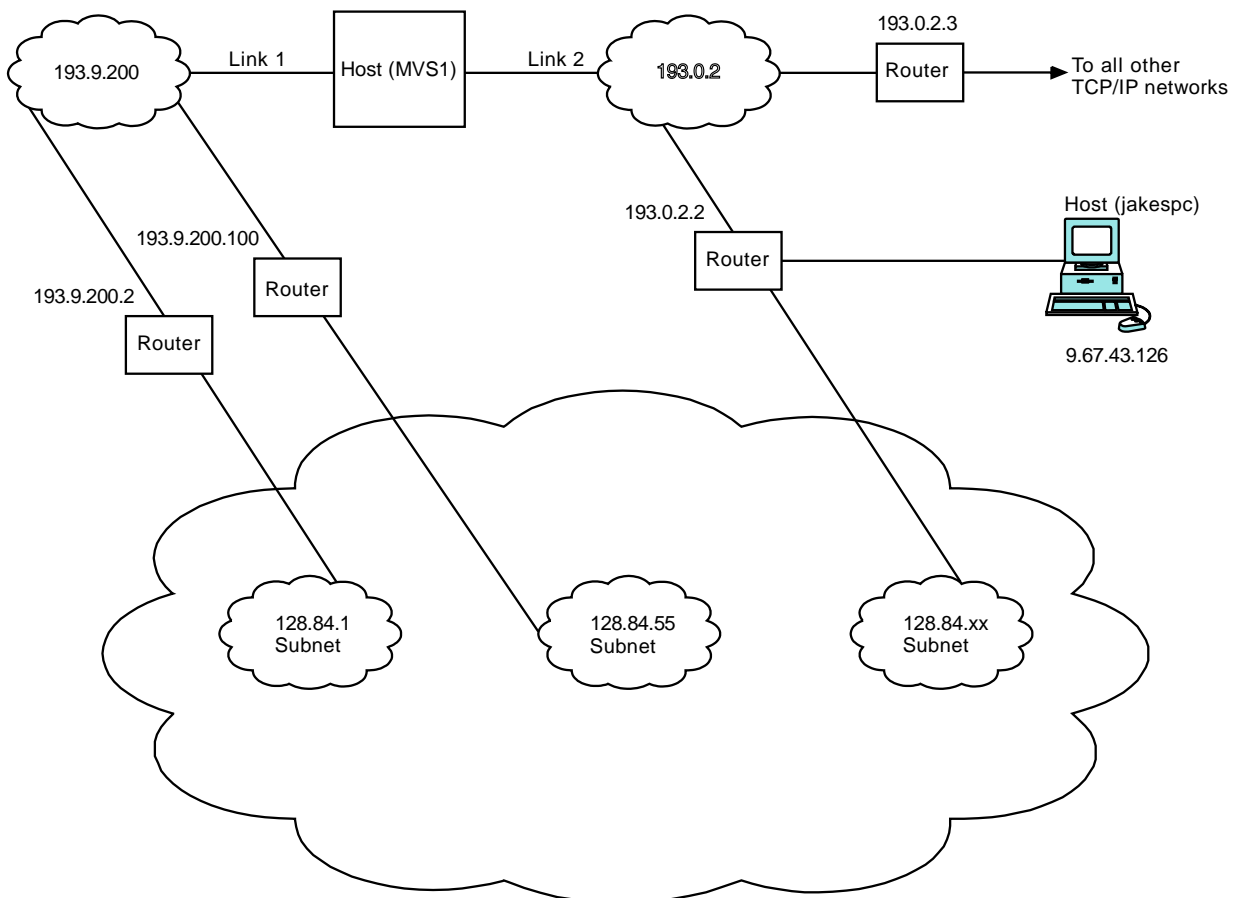 193.9.200
Link 1
Host (MVS1)
Link 2
193.0.2
193.0.2.3
Router
To all other
TCP/IP networks
193.0.2.2
Router
Host (jakespc)
9.67.43.126
193.9.200.100
Router
193.9.200.2
Router
128.84.1
Subnet
128.84.55
Subnet
128.84.xx
Subnet